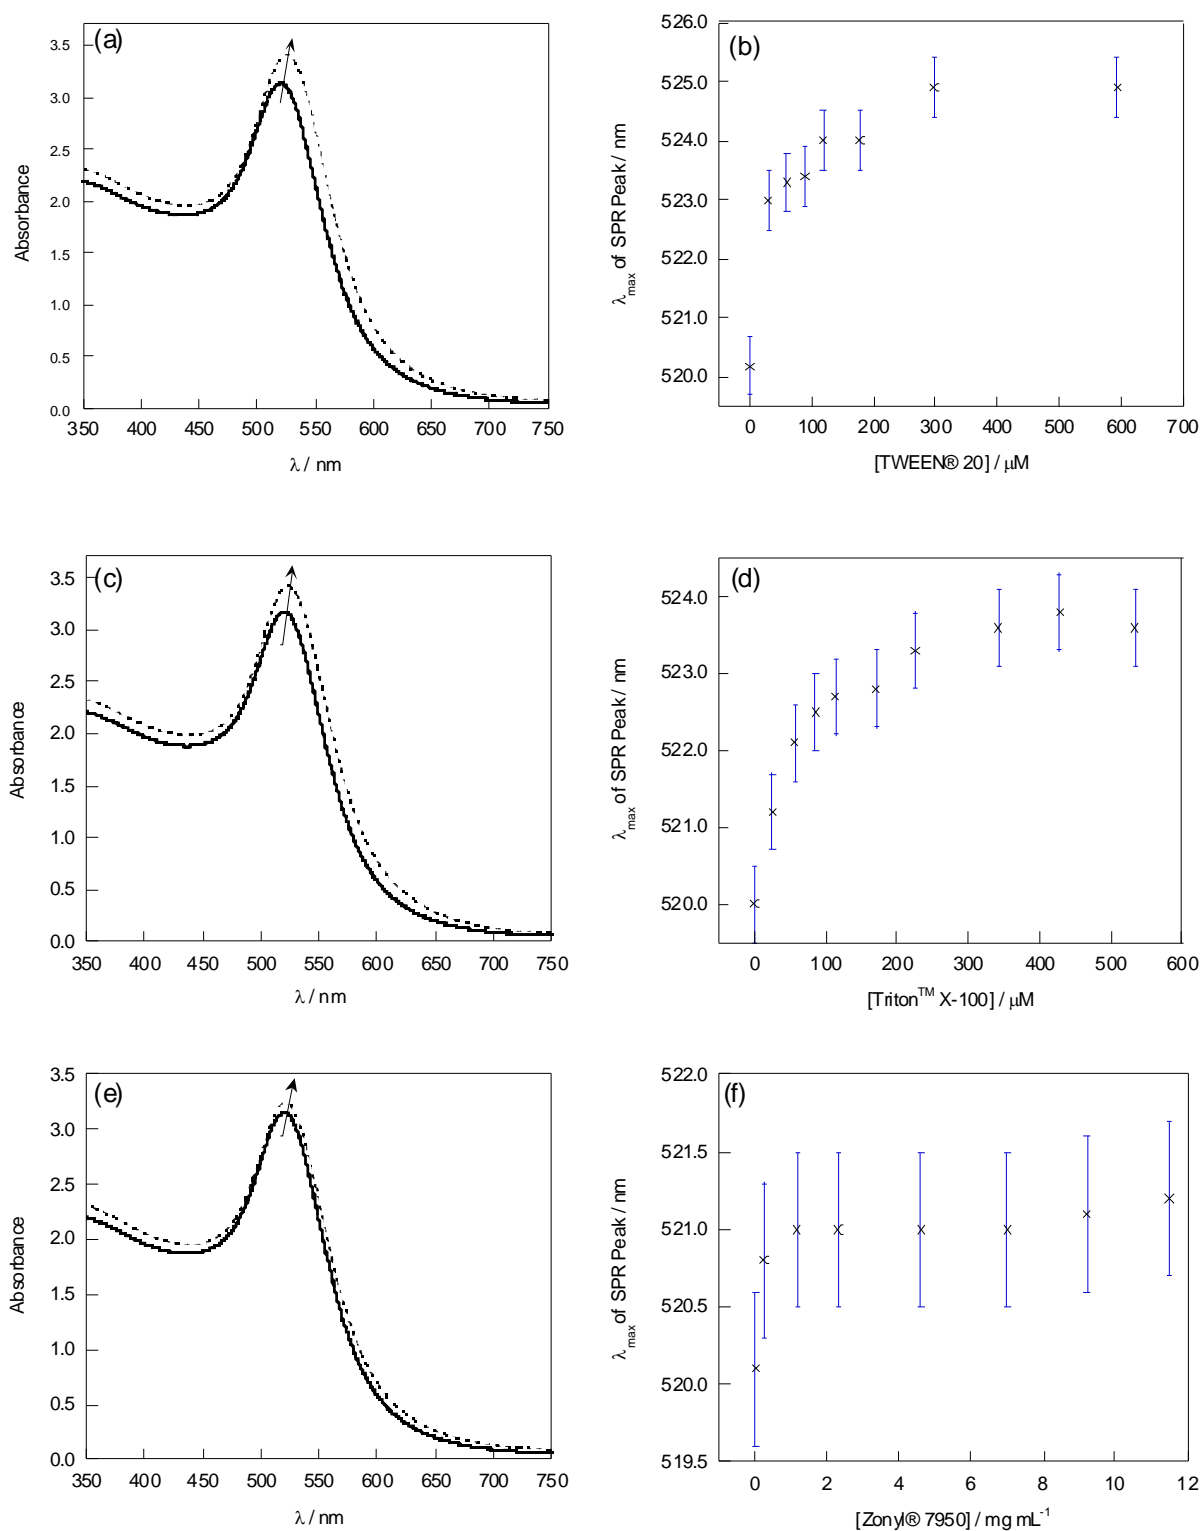 (a)
3.5
3.0
2.5
2.0
1.5
1.0
0.5
0.0
Absorbance
350 400 450 500 550 600 650 700 750
λ / nm
(b)
526.0
525.0
524.0
523.0
522.0
521.0
520.0
λmax of SPR Peak / nm
0 100 200 300 400 500 600 700
[TWEEN® 20] / μM
(c)
3.5
3.0
2.5
2.0
1.5
1.0
0.5
0.0
Absorbance
350 400 450 500 550 600 650 700 750
λ / nm
(d)
524.0
523.0
522.0
521.0
520.0
λmax of SPR Peak / nm
0 100 200 300 400 500 600
[Triton™ X-100] / μM
(e)
3.5
3.0
2.5
2.0
1.5
1.0
0.5
0.0
Absorbance
350 400 450 500 550 600 650 700 750
λ / nm
(f)
522.0
521.5
521.0
520.5
520.0
519.5
λmax of SPR Peak / nm
0 2 4 6 8 10 12
[Zonyl® 7950] / mg mL⁻¹